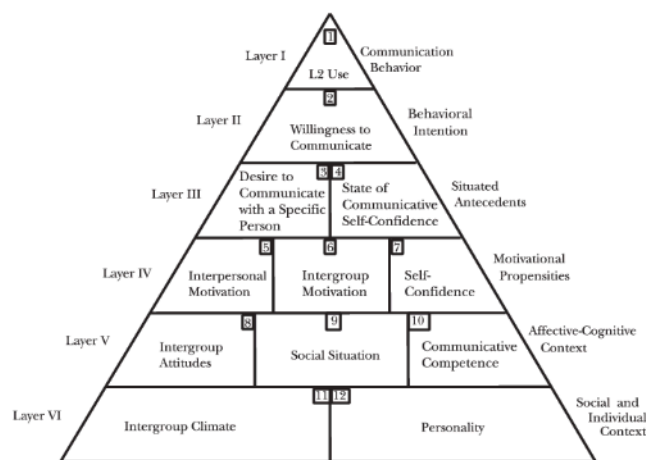 1
Layer I
Communication
Behavior
L2 Use
2
Layer II
Behavioral
Intention
Willingness to
Communicate
3 4
Layer III
Desire to
Communicate
with a Specific
Person
State of
Communicative
Self-Confidence
Situated
Antecedents
5 6 7
Layer IV
Interpersonal
Motivation
Intergroup
Motivation
Self-
Confidence
Motivational
Propensities
8 9 10
Layer V
Intergroup
Attitudes
Social Situation
Communicative
Competence
Affective-Cognitive
Context
11 12
Layer VI
Intergroup Climate
Personality
Social and
Individual
Context